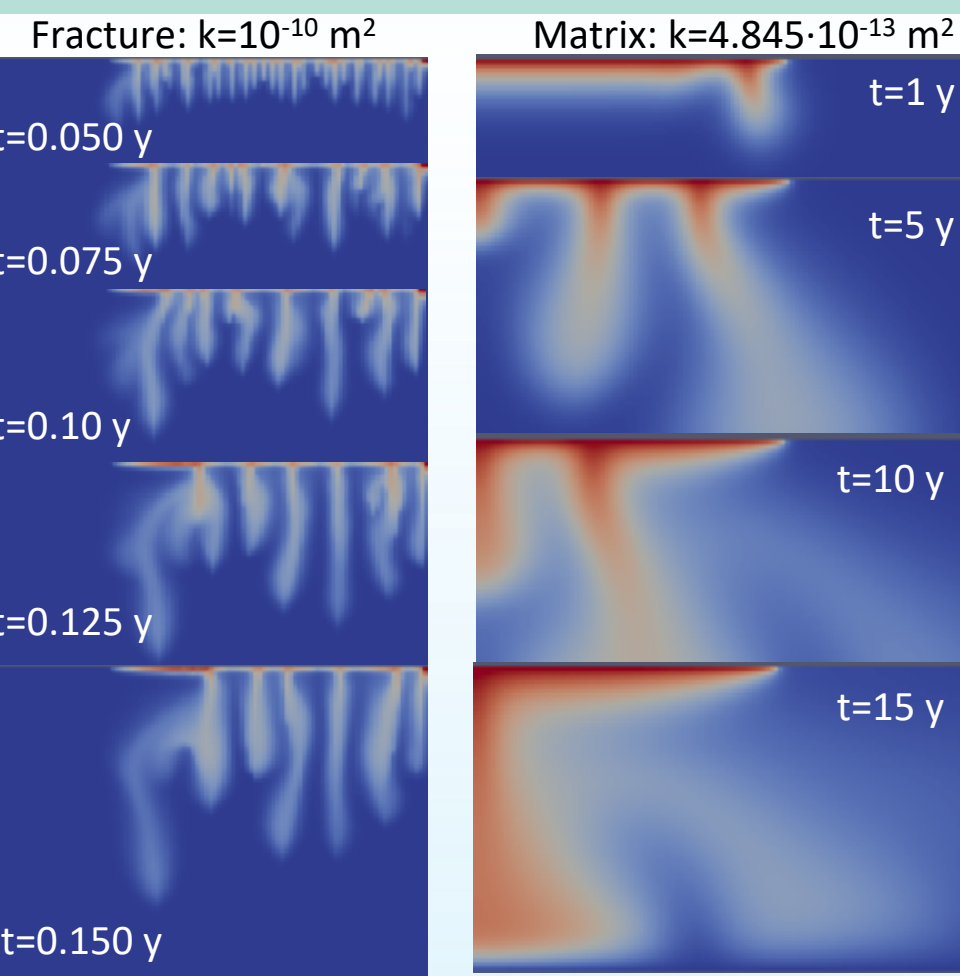 Fracture: k=10⁻¹⁰ m²
t=0.050 y
t=0.075 y
t=0.10 y
t=0.125 y
t=0.150 y
Matrix: k=4.845·10⁻¹³ m²
t=1 y
t=5 y
t=10 y
t=15 y